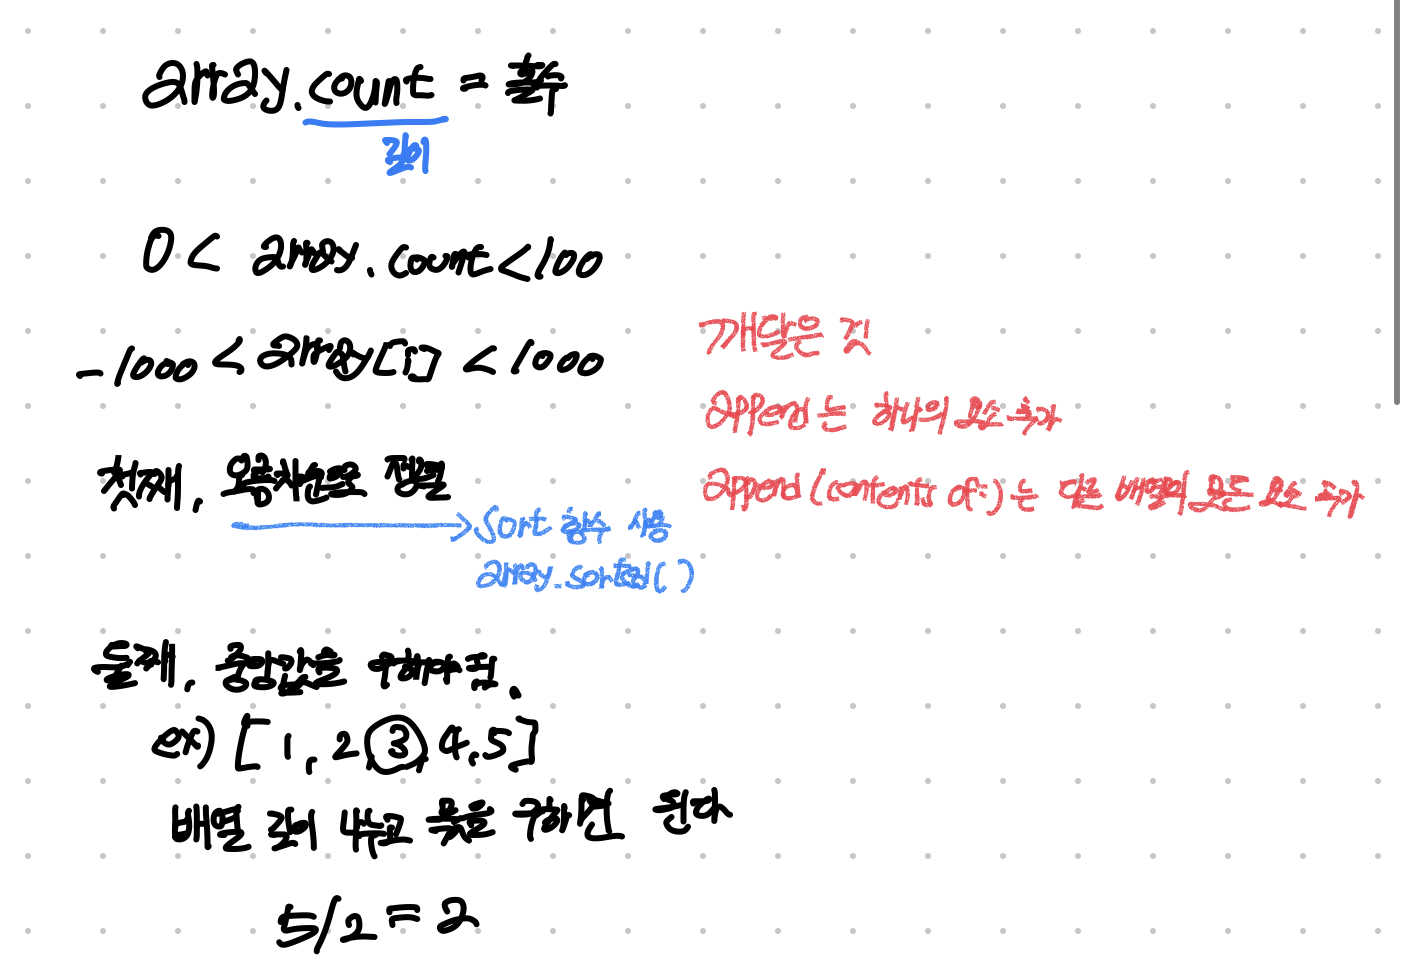 array.count = 홀수
길이
0 < array.count < 100
-1000 < array[i] < 1000
첫째, 오름차순으로 정렬
sort 함수 사용
array.sorted()
둘째, 중앙값을 구해야 됨.
ex) [1, 2, 3, 4, 5]
배열 길이 나누고 몫을 구하면 된다
5/2 = 2
깨달은 것
append는 하나의 요소 추가
append(contents of:)는 다른 배열의 모든 요소 추가